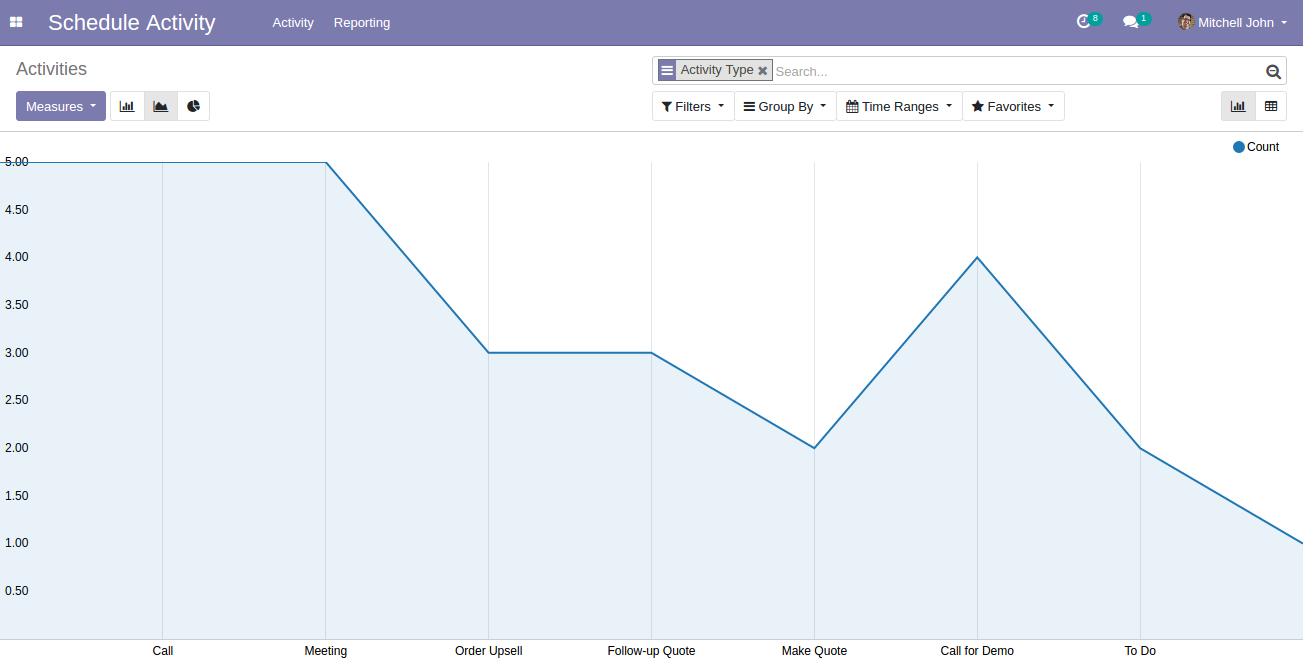 Schedule Activity Activity Reporting 8 1 Mitchell John
Activities
Activity Type Search...
Measures Filters Group By Time Ranges Favorites
Count
5.00
4.50
4.00
3.50
3.00
2.50
2.00
1.50
1.00
0.50
Call Meeting Order Upsell Follow-up Quote Make Quote Call for Demo To Do